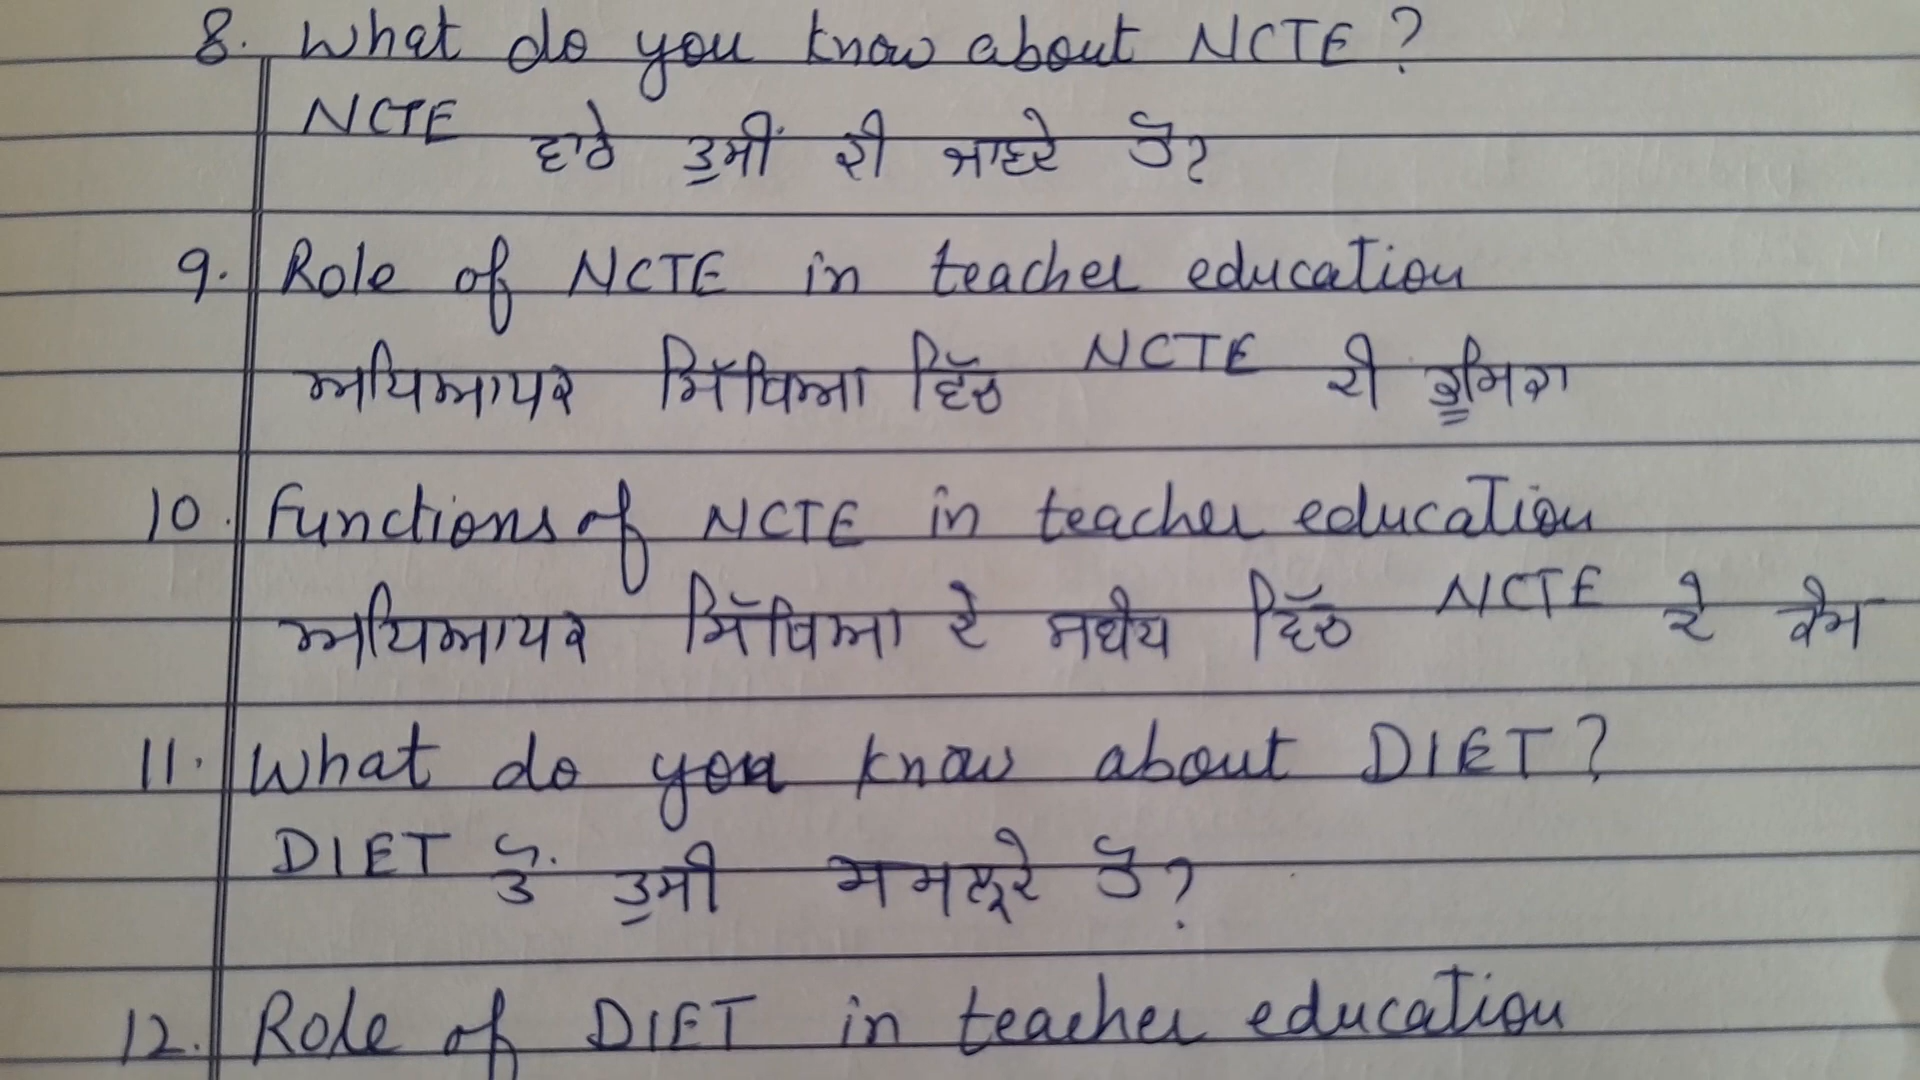 8. What do you know about NCTE ?
NCTE ਬਾਰੇ ਤੁਸੀਂ ਕੀ ਜਾਣਦੇ ਹੋ?
9. Role of NCTE in teacher education
ਅਧਿਆਪਕ ਸਿੱਖਿਆ ਵਿੱਚ NCTE ਦੀ ਭੂਮਿਕਾ
10. Functions of NCTE in teacher education
ਅਧਿਆਪਕ ਸਿੱਖਿਆ ਦੇ ਸਬੰਧ ਵਿੱਚ NCTE ਦੇ ਕੰਮ
11. What do you know about DIET ?
DIET ਤੋਂ ਤੁਸੀ ਸਮਝਦੇ ਹੋ?
12. Role of DIET in teacher education